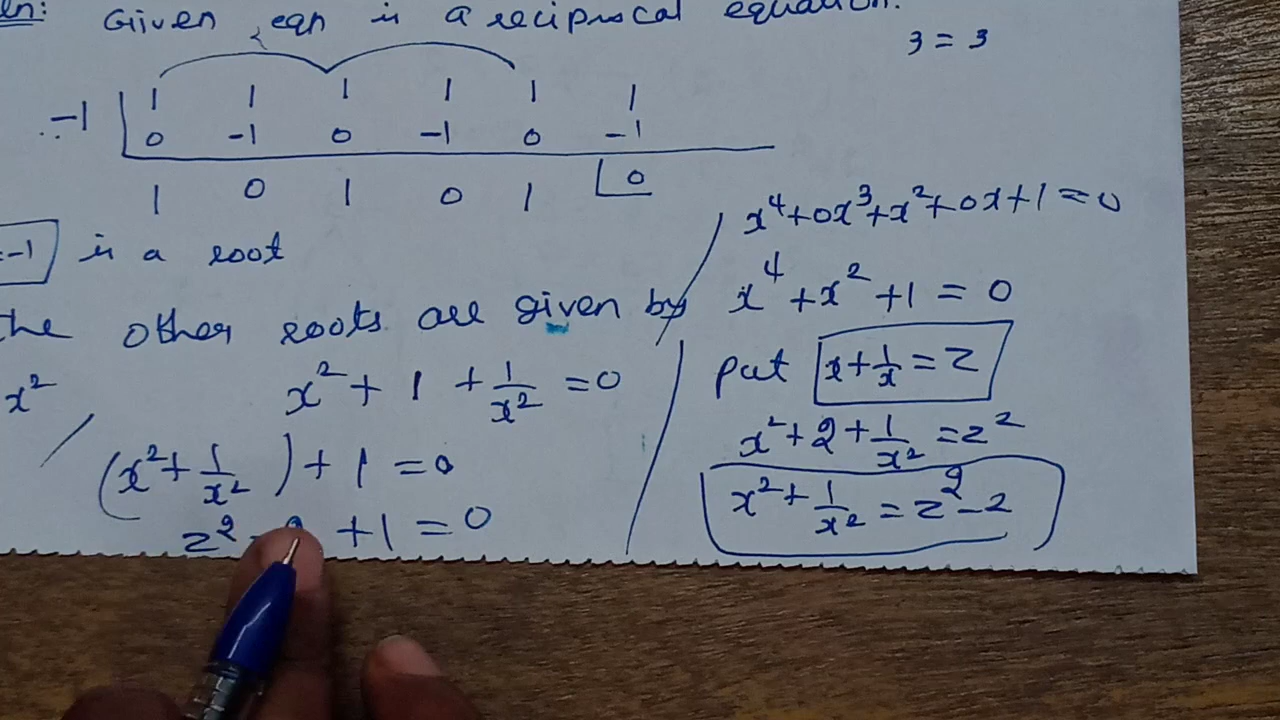 ln: Given eqn is a reciprocal equation.
3 = 3
-1 | 1 1 1 1 1 1
0 -1 0 -1 0 -1
1 0 1 0 1 | 0
=-1 is a root
the other roots are given by
x⁴+0x³+x²+0x+1=0
x⁴+x²+1=0
x²
x²+1+1/x²=0
(x²+1/x²)+1=0
z²-2+1=0
put x+1/x=z
x²+2+1/x²=z²
x²+1/x²=z²-2